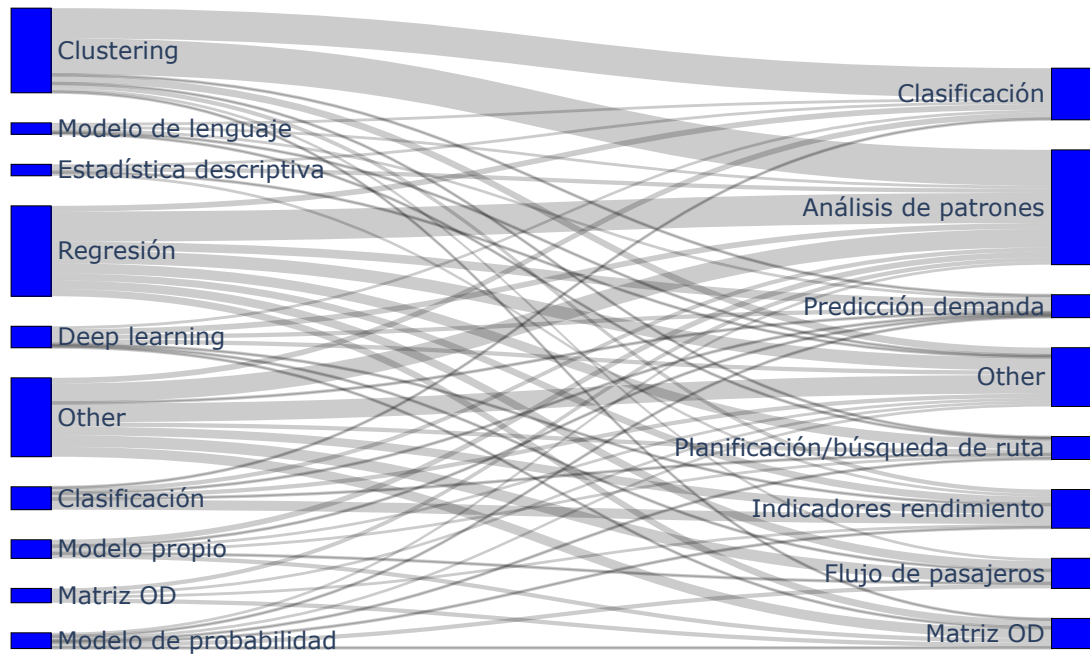 Clustering
Modelo de lenguaje
Estadística descriptiva
Regresión
Deep learning
Other
Clasificación
Modelo propio
Matriz OD
Modelo de probabilidad
Clasificación
Análisis de patrones
Predicción demanda
Other
Planificación/búsqueda de ruta
Indicadores rendimiento
Flujo de pasajeros
Matriz OD